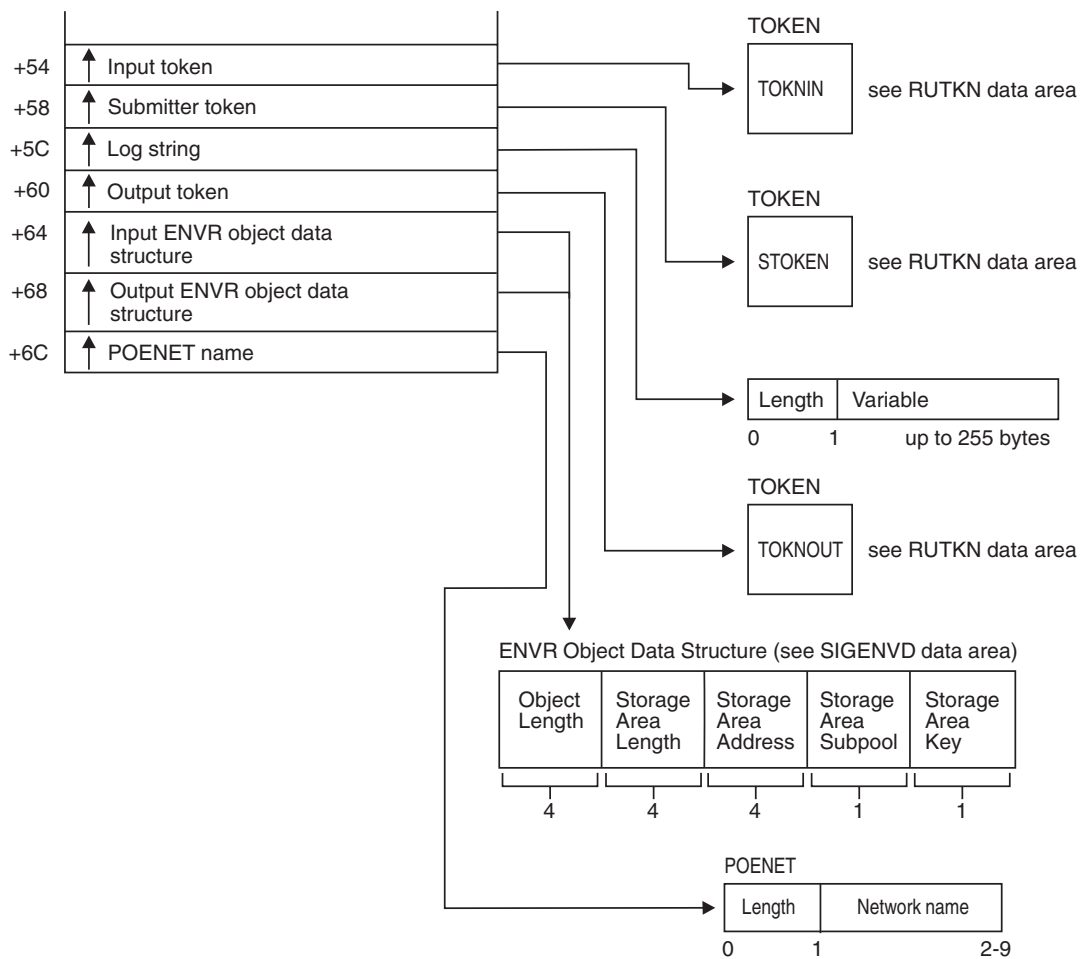 +54 Input token
+58 Submitter token
+5C Log string
+60 Output token
+64 Input ENVR object data
structure
+68 Output ENVR object data
structure
+6C POENET name
TOKEN
TOKNIN see RUTKN data area
TOKEN
STOKEN see RUTKN data area
Length Variable
0 1 up to 255 bytes
TOKEN
TOKNOUT see RUTKN data area
ENVR Object Data Structure (see SIGENVD data area)
Object Storage Storage Storage Storage
Length Area Area Area Area
Length Address Subpool Key
4 4 4 1 1
POENET
Length Network name
0 1 2-9